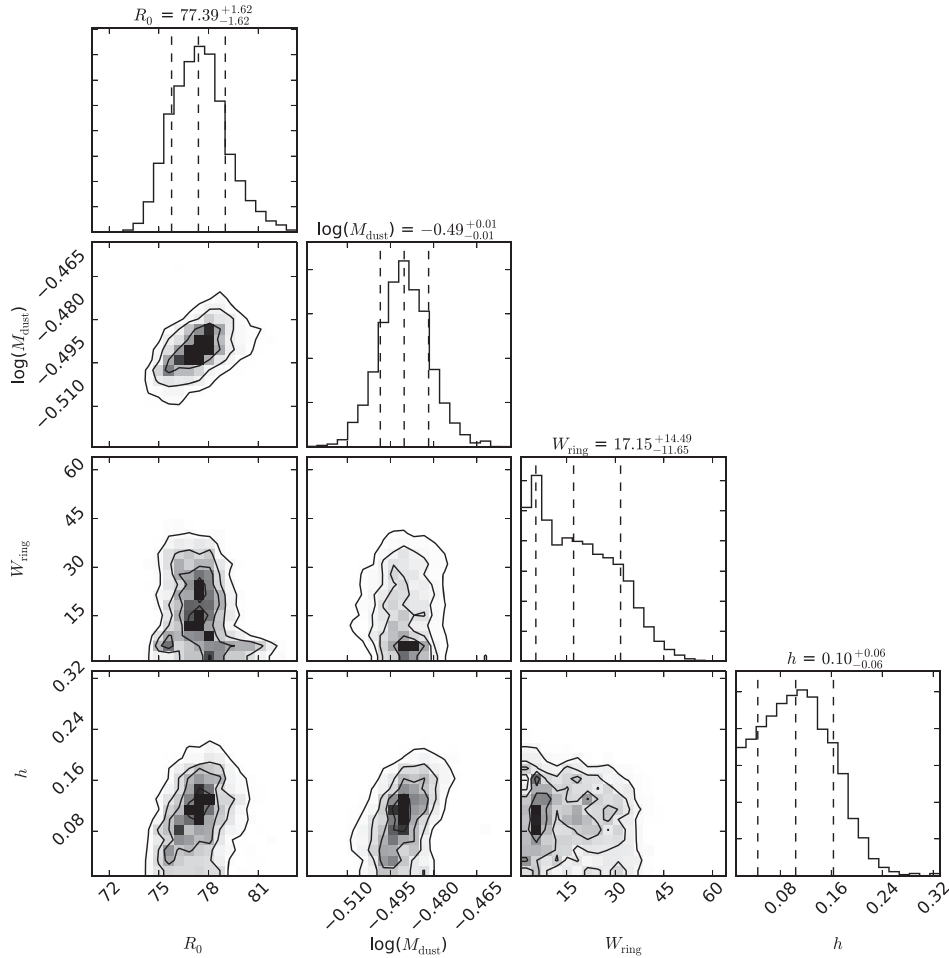 R₀ = 77.39 +1.62 −1.62
log(M_dust) = −0.49 +0.01 −0.01
−0.465
−0.480
−0.495
−0.510
log(M_dust)
W_ring = 17.15 +14.49 −11.65
60
45
30
15
W_ring
h = 0.10 +0.06 −0.06
0.32
0.24
0.16
0.08
h
72 75 78 81
−0.510 −0.495 −0.480 −0.465
15 30 45 60
0.08 0.16 0.24 0.32
R₀ log(M_dust) W_ring h